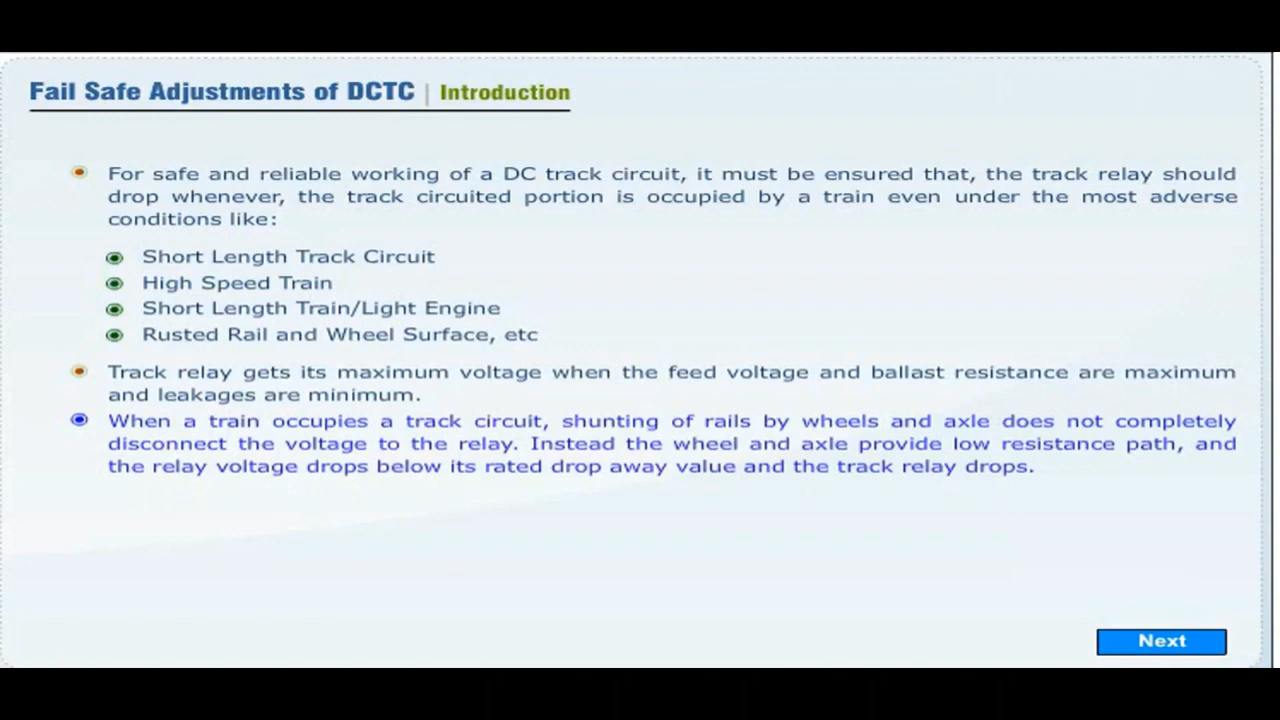 Fail Safe Adjustments of DCTC | Introduction
For safe and reliable working of a DC track circuit, it must be ensured that, the track relay should
drop whenever, the track circuited portion is occupied by a train even under the most adverse
conditions like:
Short Length Track Circuit
High Speed Train
Short Length Train/Light Engine
Rusted Rail and Wheel Surface, etc
Track relay gets its maximum voltage when the feed voltage and ballast resistance are maximum
and leakages are minimum.
When a train occupies a track circuit, shunting of rails by wheels and axle does not completely
disconnect the voltage to the relay. Instead the wheel and axle provide low resistance path, and
the relay voltage drops below its rated drop away value and the track relay drops.
Next